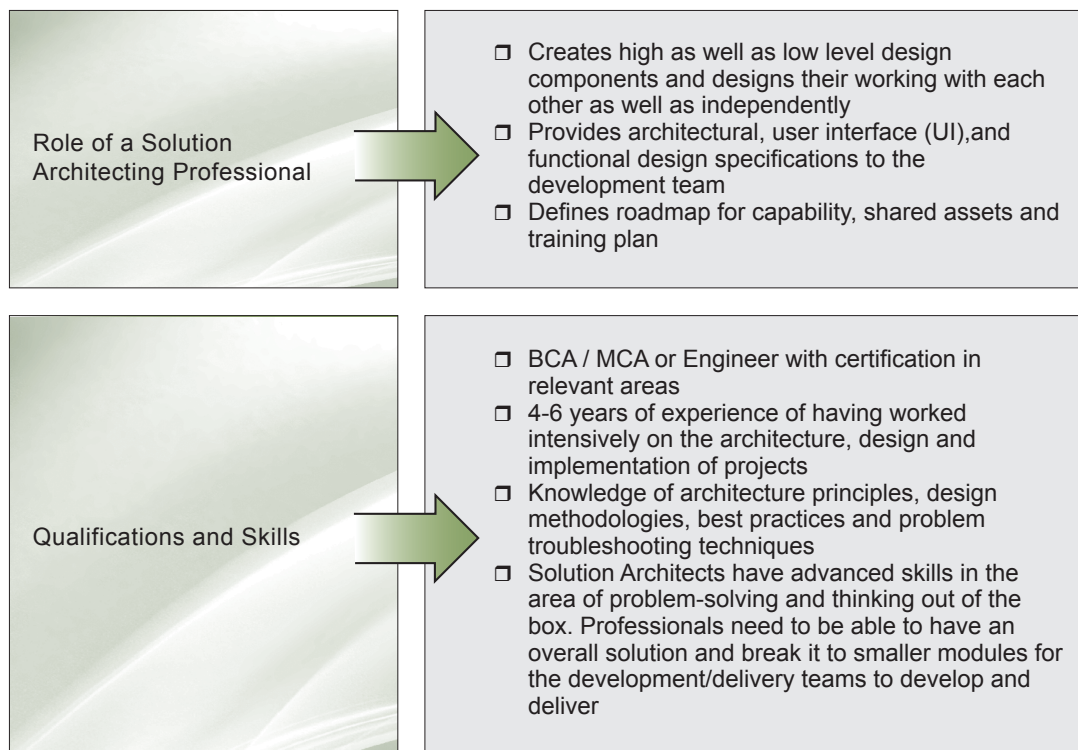 Role of a Solution
Architecting Professional
❒ Creates high as well as low level design
components and designs their working with each
other as well as independently
❒ Provides architectural, user interface (UI),and
functional design specifications to the
development team
❒ Defines roadmap for capability, shared assets and
training plan
Qualifications and Skills
❒ BCA / MCA or Engineer with certification in
relevant areas
❒ 4-6 years of experience of having worked
intensively on the architecture, design and
implementation of projects
❒ Knowledge of architecture principles, design
methodologies, best practices and problem
troubleshooting techniques
❒ Solution Architects have advanced skills in the
area of problem-solving and thinking out of the
box. Professionals need to be able to have an
overall solution and break it to smaller modules for
the development/delivery teams to develop and
deliver